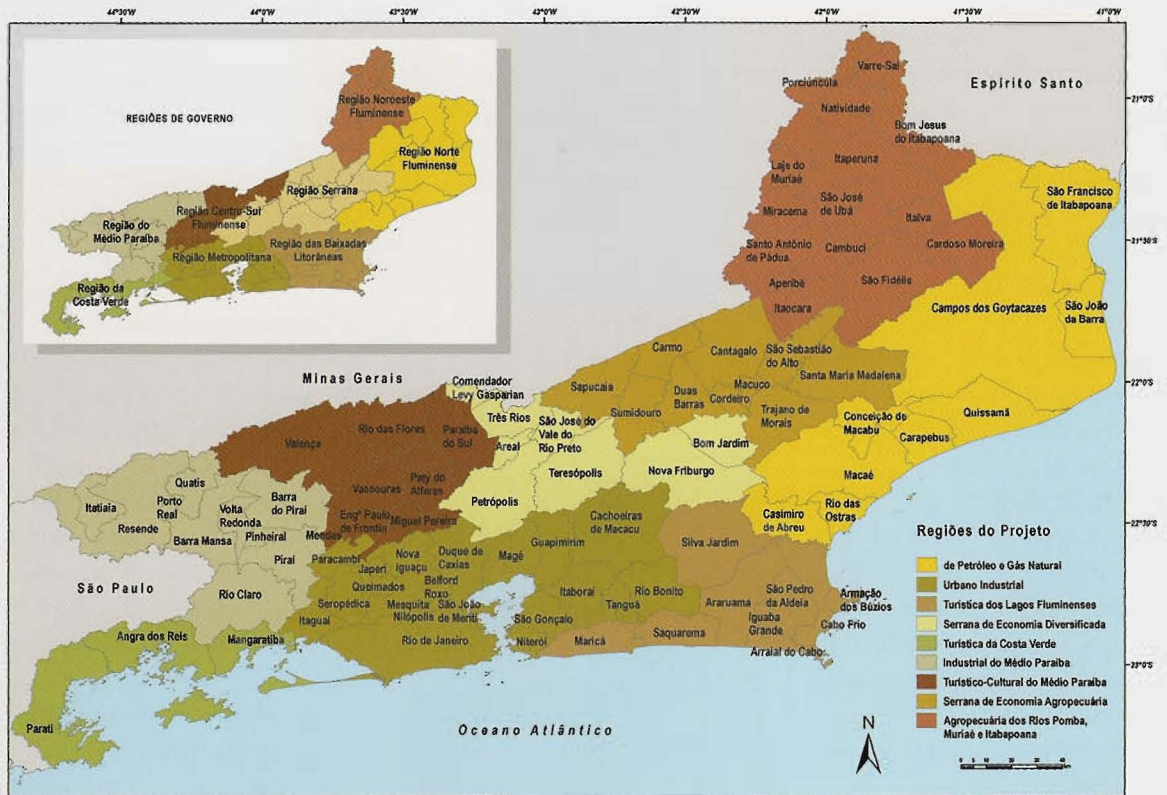 44°30'W
44°0'W
43°30'W
43°0'W
42°30'W
42°0'W
41°30'W
41°0'W
REGIÕES DE GOVERNO
Região Noroeste
Fluminense
Região Norte
Fluminense
Região Serrana
Região Centro-Sul
Fluminense
Região do
Médio Paraíba
Região Metropolitana
Região das Baixadas
Litorâneas
Região da
Costa Verde
Espirito Santo
Minas Gerais
São Paulo
Oceano Atlântico
21°0'S
21°30'S
22°0'S
22°30'S
23°0'S
Varre-Sai
Porciúncula
Natividade
Bom Jesus
do Itabapoana
Itaperuna
Laje do
Muriaé
São José
de Ubá
Miracema
Italva
Santo Antônio
de Pádua
Cambuci
Cardoso Moreira
Aperibé
São Fidélis
Itaocara
São Francisco
de Itabapoana
Campos dos Goytacazes
São João
da Barra
Carmo
Cantagalo
São Sebastião
do Alto
Santa Maria Madalena
Sapucaia
Duas
Barras
Macuco
Cordeiro
Sumidouro
Trajano de
Morais
Conceição de
Macabu
Quissamã
Carapebus
Comendador
Levy Gasparian
Três Rios
São José do
Vale do
Rio Preto
Areal
Bom Jardim
Teresópolis
Nova Friburgo
Macaé
Petrópolis
Rio das
Ostras
Casimiro
de Abreu
Valença
Rio das Flores
Paraíba
do Sul
Vassouras
Paty do
Alferes
Engº Paulo
de Frontin
Miguel Pereira
Mendes
Quatis
Itatiaia
Porto
Real
Volta
Redonda
Barra
do Piraí
Resende
Barra Mansa
Pinheiral
Piraí
Rio Claro
Paracambi
Japeri
Nova
Iguaçu
Duque de
Caxias
Magé
Guapimirim
Cachoeiras
de Macacu
Silva Jardim
Queimados
Belford
Roxo
Seropédica
Mesquita
Nilópolis
São João
de Meriti
Itaguaí
Rio de Janeiro
Itaboraí
Tanguá
Rio Bonito
São Gonçalo
Niterói
Maricá
Saquarema
Araruama
São Pedro
da Aldeia
Iguaba
Grande
Armação
dos Búzios
Cabo Frio
Arraial do Cabo
Angra dos Reis
Mangaratiba
Parati
Regiões do Projeto
de Petróleo e Gás Natural
Urbano Industrial
Turística dos Lagos Fluminenses
Serrana de Economia Diversificada
Turística da Costa Verde
Industrial do Médio Paraíba
Turístico-Cultural do Médio Paraíba
Serrana de Economia Agropecuária
Agropecuária dos Rios Pomba,
Muriaé e Itabapoana
N
0 5 10 20 30 40